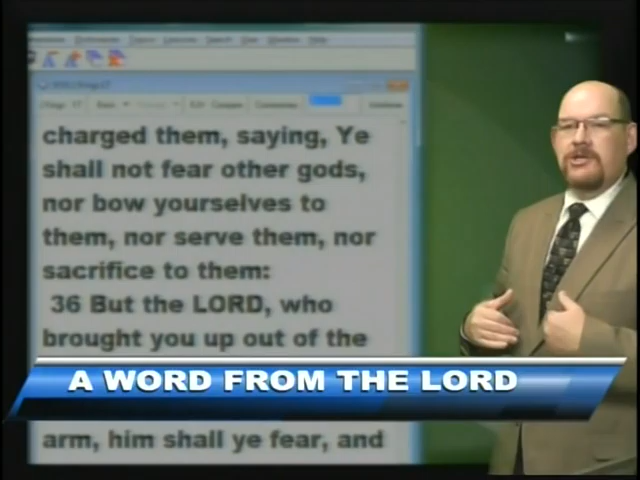 charged them, saying, Ye
shall not fear other gods,
nor bow yourselves to
them, nor serve them, nor
sacrifice to them:
36 But the LORD, who
brought you up out of the
A WORD FROM THE LORD
arm, him shall ye fear, and